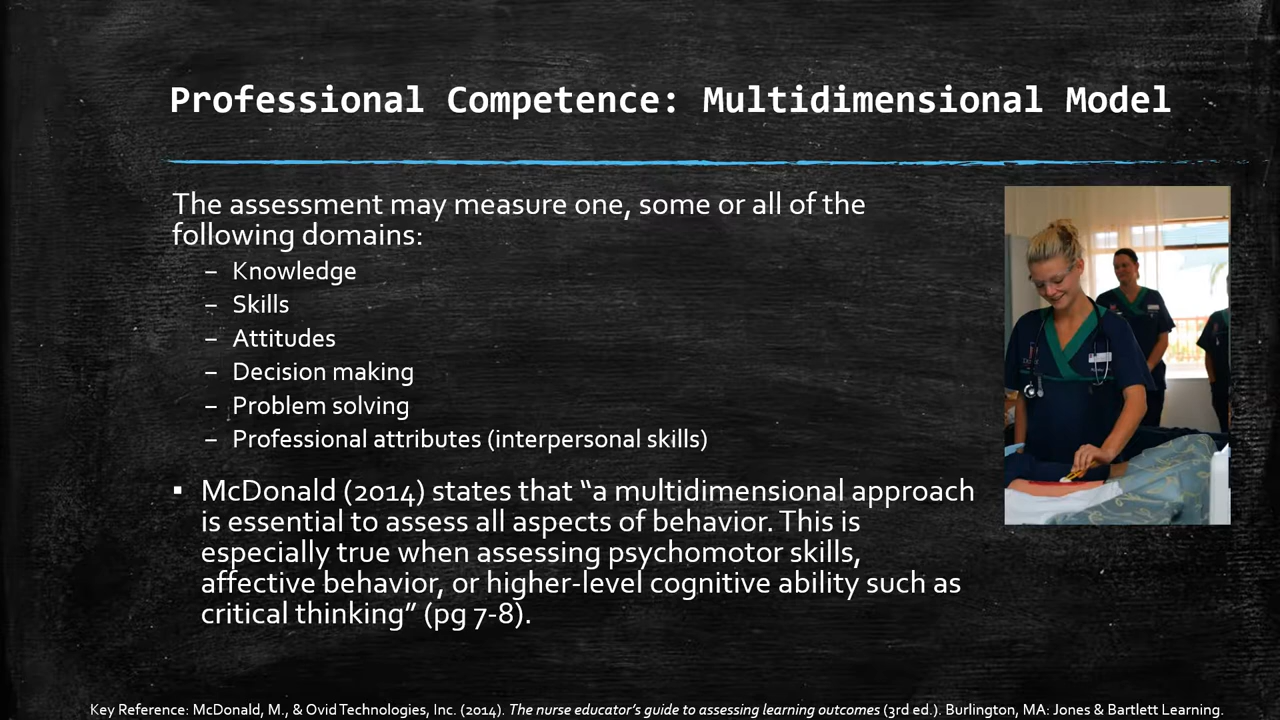 Professional Competence: Multidimensional Model
The assessment may measure one, some or all of the
following domains:
– Knowledge
– Skills
– Attitudes
– Decision making
– Problem solving
– Professional attributes (interpersonal skills)
▪ McDonald (2014) states that “a multidimensional approach
is essential to assess all aspects of behavior. This is
especially true when assessing psychomotor skills,
affective behavior, or higher-level cognitive ability such as
critical thinking” (pg 7-8).
Key Reference: McDonald, M., & Ovid Technologies, Inc. (2014). The nurse educator’s guide to assessing learning outcomes (3rd ed.). Burlington, MA: Jones & Bartlett Learning.